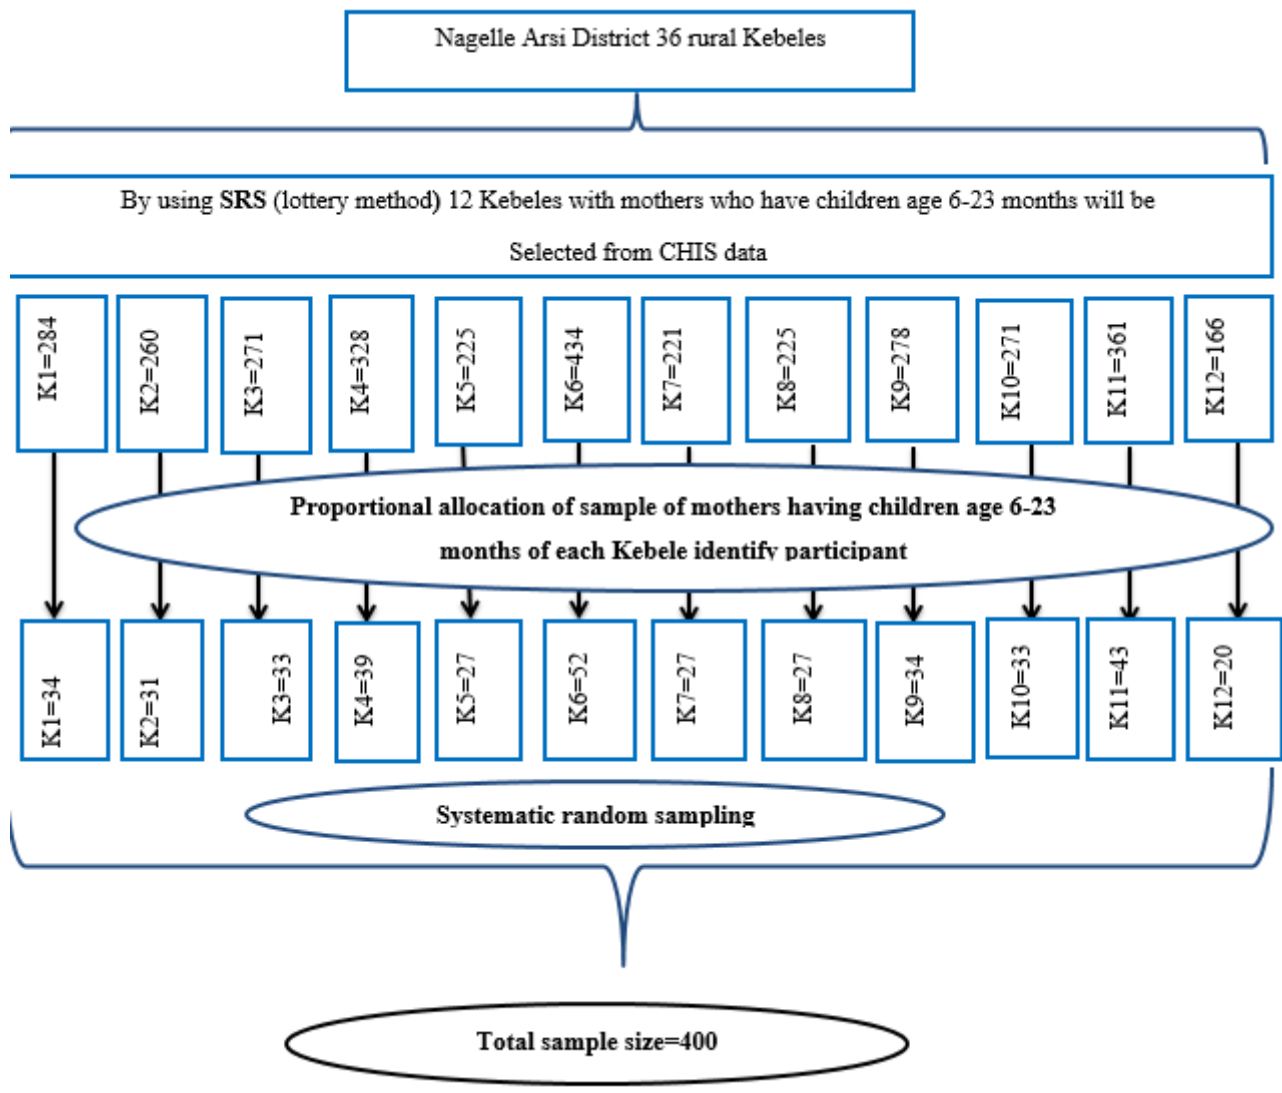 Nagelle Arsi District 36 rural Kebeles
By using SRS (lottery method) 12 Kebeles with mothers who have children age 6-23 months will be
Selected from CHIS data
K1=284
K2=260
K3=271
K4=328
K5=225
K6=434
K7=221
K8=225
K9=278
K10=271
K11=361
K12=166
Proportional allocation of sample of mothers having children age 6-23
months of each Kebele identify participant
K1=34
K2=31
K3=33
K4=39
K5=27
K6=52
K7=27
K8=27
K9=34
K10=33
K11=43
K12=20
Systematic random sampling
Total sample size=400